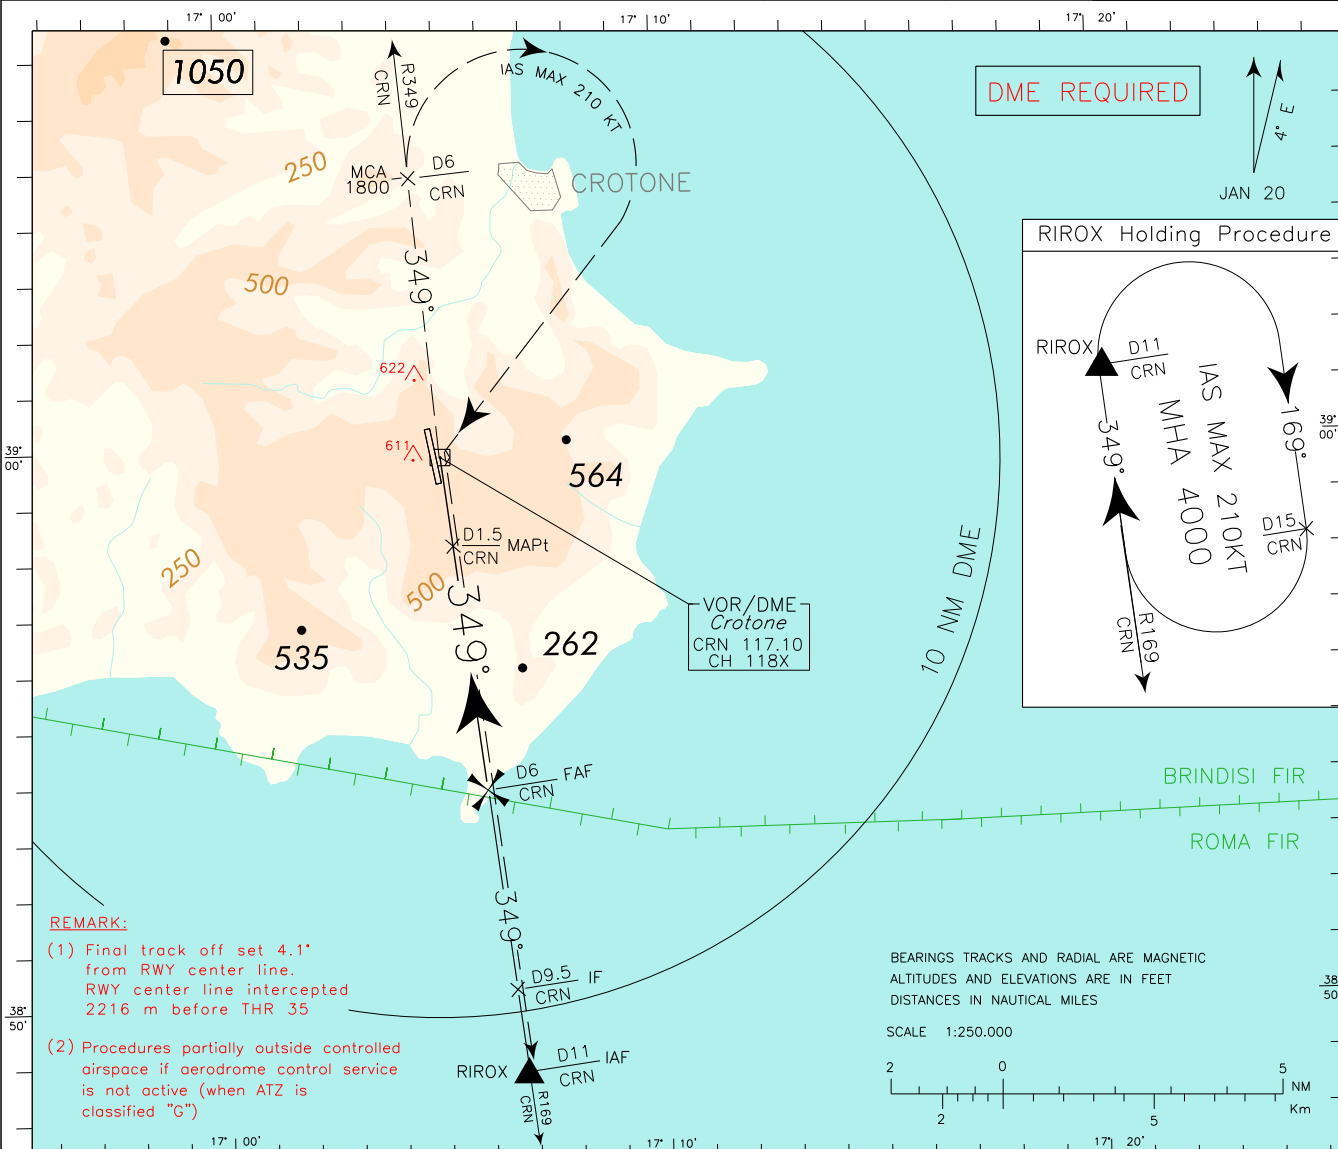 17° 00'
17° 10'
17° 20'
1050
R349
CRN
IAS MAX 210 KT
DME REQUIRED
4° E
JAN 20
250
MCA
1800
D6
CRN
CROTONE
RIROX Holding Procedure
349°
500
RIROX
D11
CRN
IAS MAX 210KT
MHA 4000
169°
349°
D15
CRN
R169
CRN
622
611
39°
00'
39°
00'
564
D1.5
CRN
MAPt
250
500
349°
VOR/DME
Crotone
CRN 117.10
CH 118X
10 NM DME
535
262
D6
CRN
FAF
BRINDISI FIR
ROMA FIR
349°
REMARK:
(1) Final track off set 4.1°
from RWY center line.
RWY center line intercepted
2216 m before THR 35
(2) Procedures partially outside controlled
airspace if aerodrome control service
is not active (when ATZ is
classified "G")
D9.5
CRN
IF
BEARINGS TRACKS AND RADIAL ARE MAGNETIC
ALTITUDES AND ELEVATIONS ARE IN FEET
DISTANCES IN NAUTICAL MILES
SCALE 1:250.000
38°
50'
38°
50'
RIROX
D11
CRN
IAF
R169
CRN
2 0 5
NM
Km
2 5
17° 00'
17° 10'
17° 20'